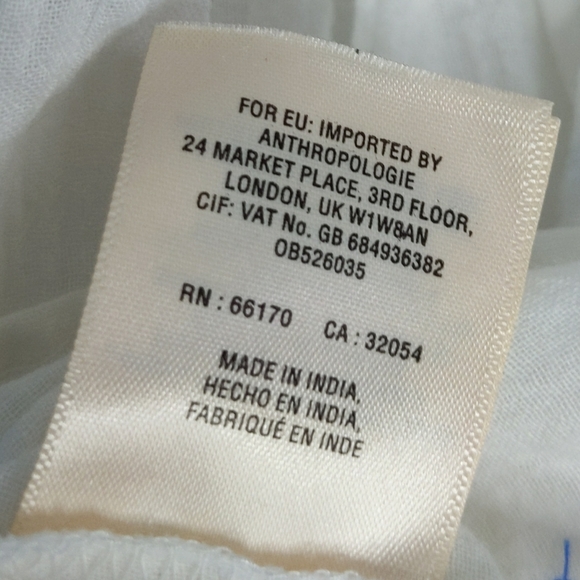 FOR EU: IMPORTED BY
ANTHROPOLOGIE
24 MARKET PLACE, 3RD FLOOR,
LONDON, UK W1W8AN
CIF: VAT No. GB 684936382
OB526035
RN : 66170 CA : 32054
MADE IN INDIA,
HECHO EN INDIA,
FABRIQUÉ EN INDE